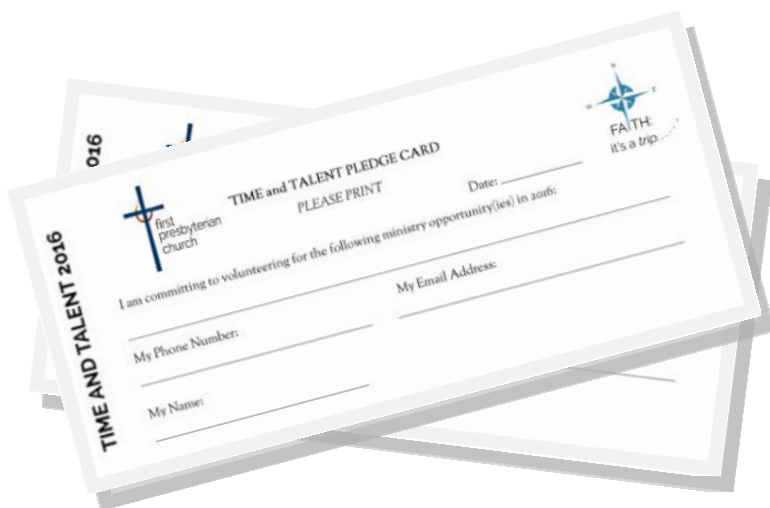 TIME AND TALENT 2016
016
first
presbyterian
church
TIME and TALENT PLEDGE CARD
PLEASE PRINT
Date:
N
W E
S
FAITH:
it's a trip...
I am committing to volunteering for the following ministry opportunity(ies) in 2016:
My Phone Number:
My Email Address:
My Name: